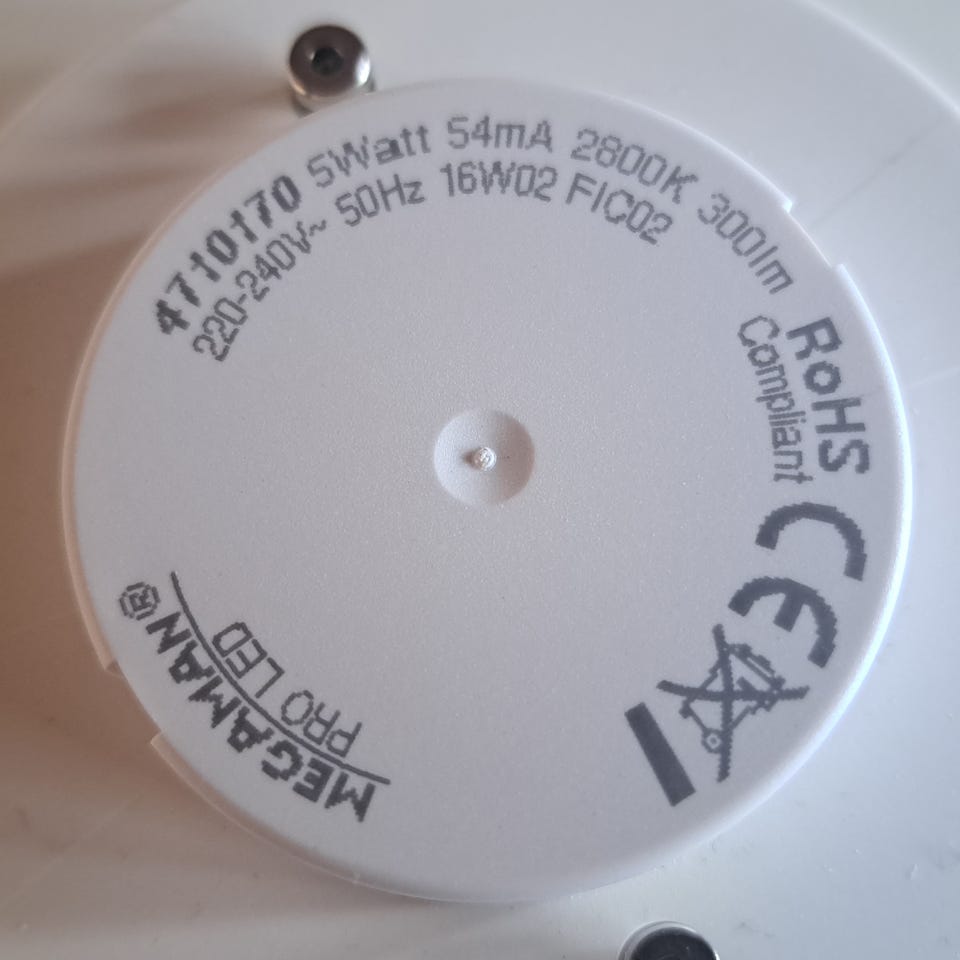 4710170 5Watt 54mA 2800K 300lm
220-240V~ 50Hz 16W02 FIC02
RoHS
Compliant
CE
MEGAMAN®
PRO LED